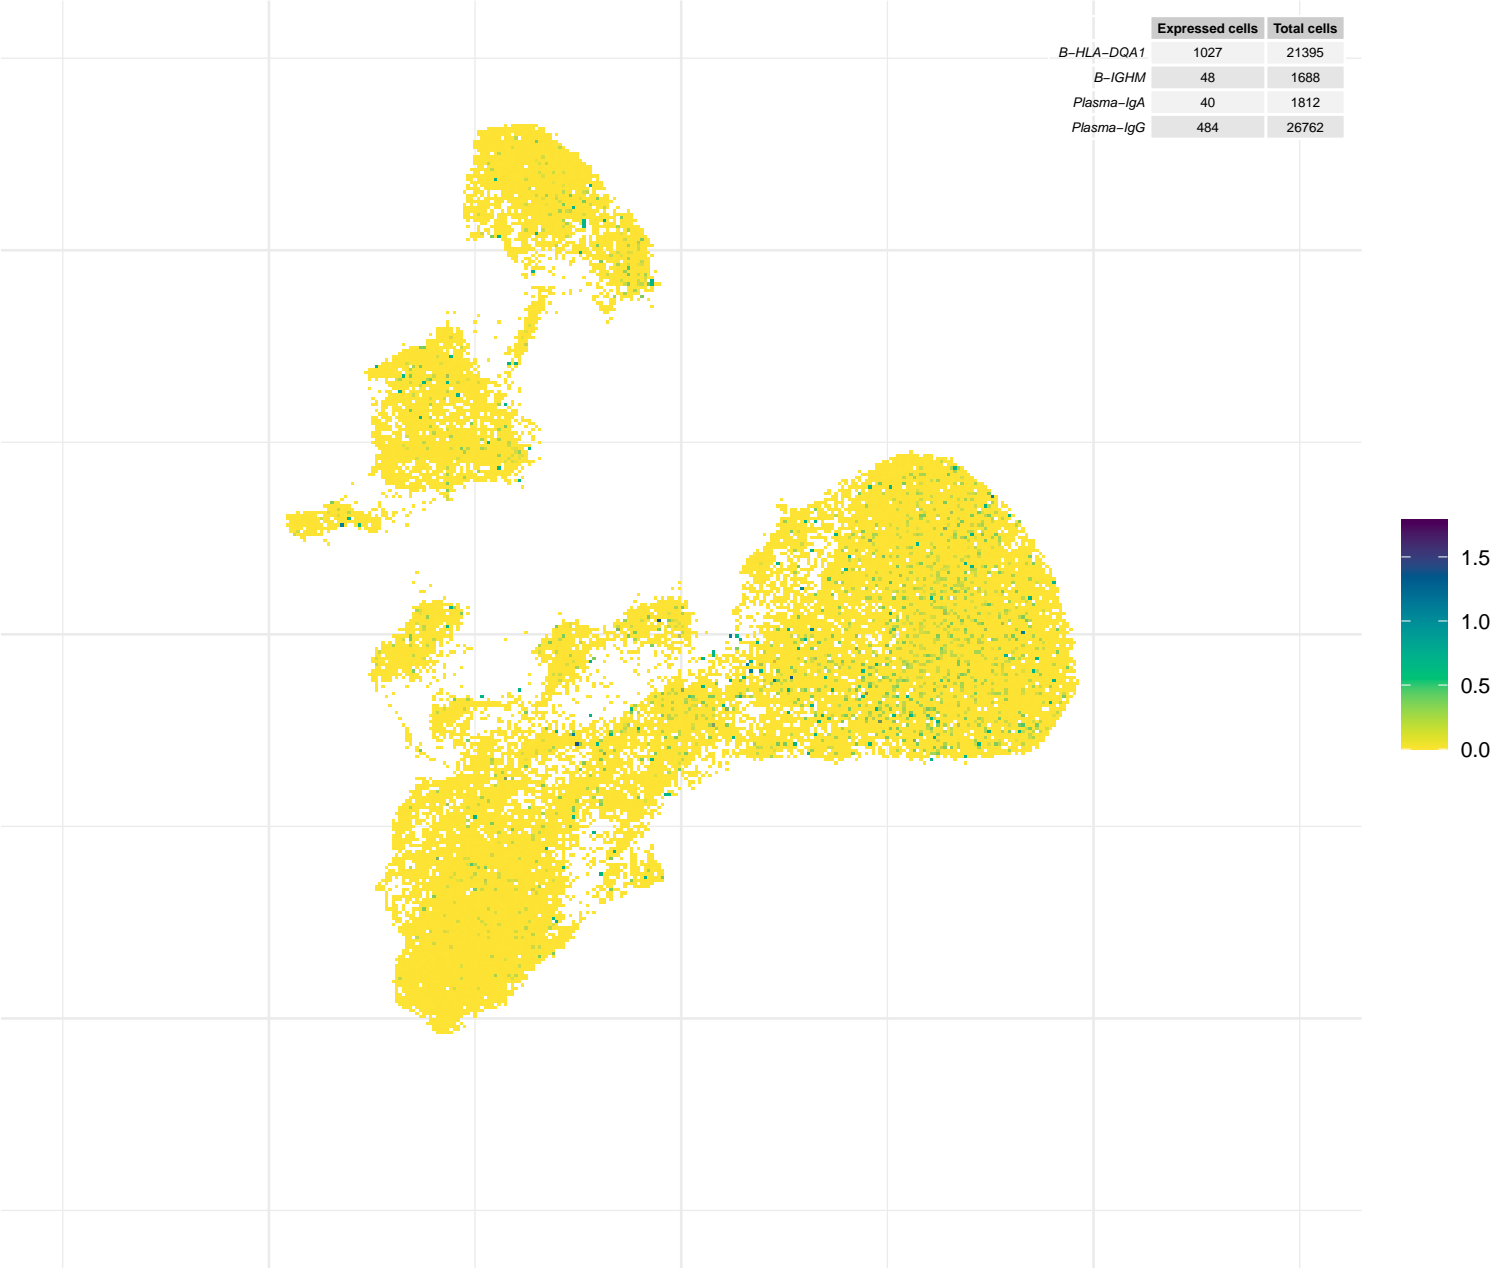 Expressed cells Total cells
B−HLA−DQA1 1027 21395
B−IGHM 48 1688
Plasma−IgA 40 1812
Plasma−IgG 484 26762
1.5
1.0
0.5
0.0